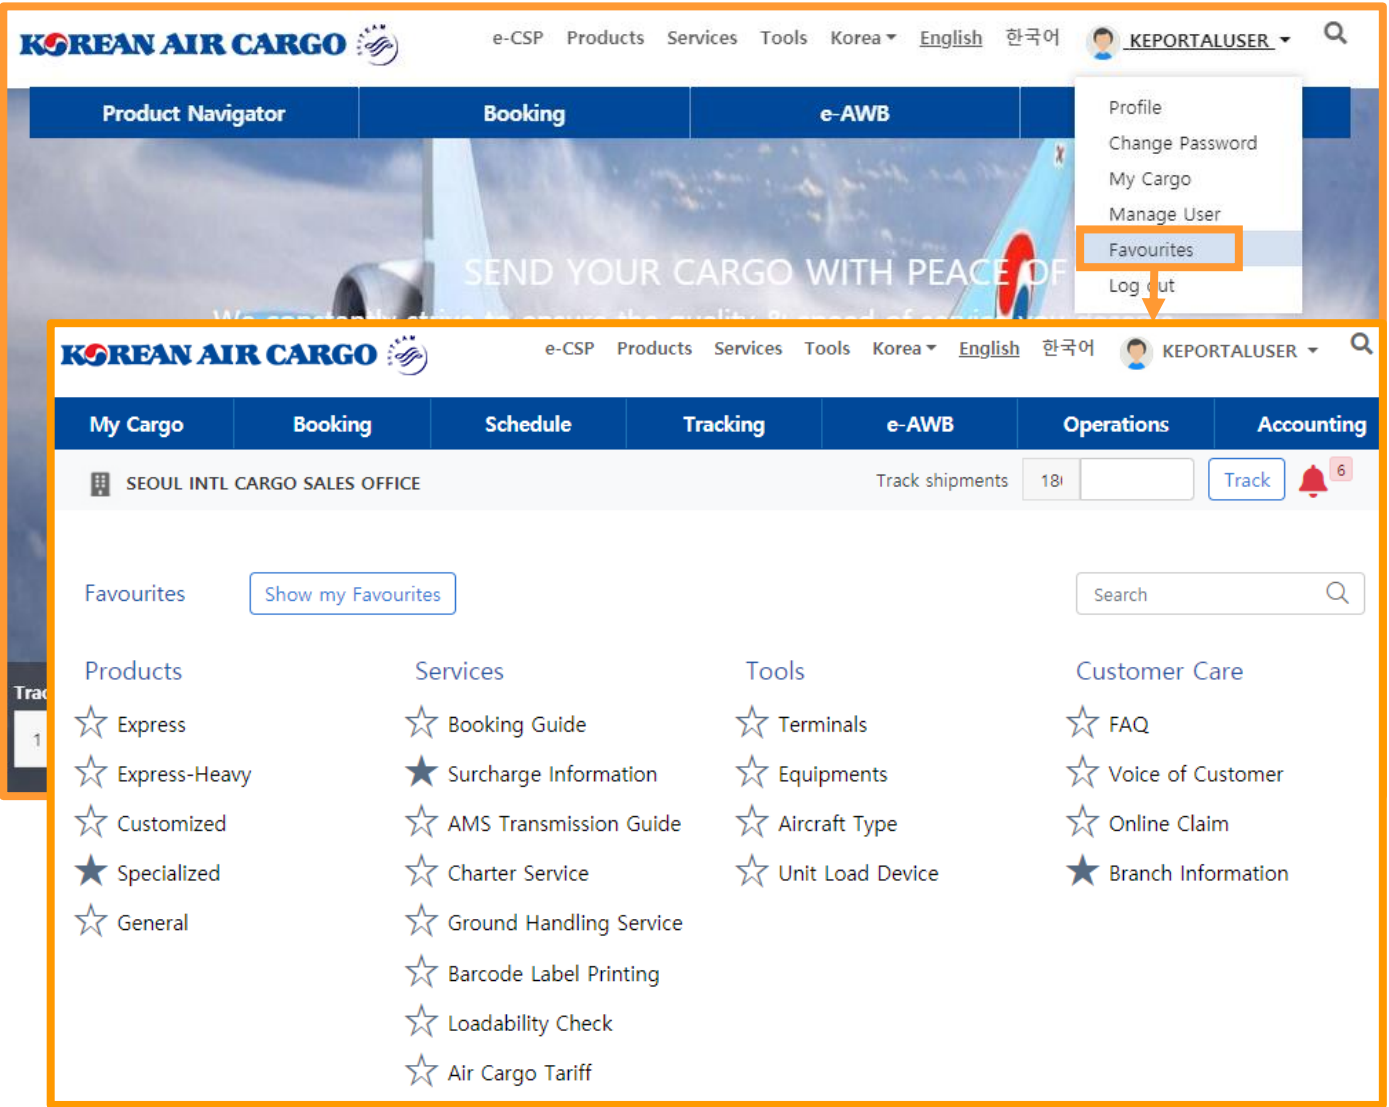 KOREAN AIR CARGO
e-CSP Products Services Tools Korea English 한국어 KEPORTALUSER
Product Navigator Booking e-AWB
Profile
Change Password
My Cargo
Manage User
Favourites
Log out
SEND YOUR CARGO WITH PEACE OF
KOREAN AIR CARGO
e-CSP Products Services Tools Korea English 한국어 KEPORTALUSER
My Cargo Booking Schedule Tracking e-AWB Operations Accounting
SEOUL INTL CARGO SALES OFFICE Track shipments 18 Track 6
Favourites Show my Favourites Search
Products
Express
Express-Heavy
Customized
Specialized
General
Services
Booking Guide
Surcharge Information
AMS Transmission Guide
Charter Service
Ground Handling Service
Barcode Label Printing
Loadability Check
Air Cargo Tariff
Tools
Terminals
Equipments
Aircraft Type
Unit Load Device
Customer Care
FAQ
Voice of Customer
Online Claim
Branch Information
1